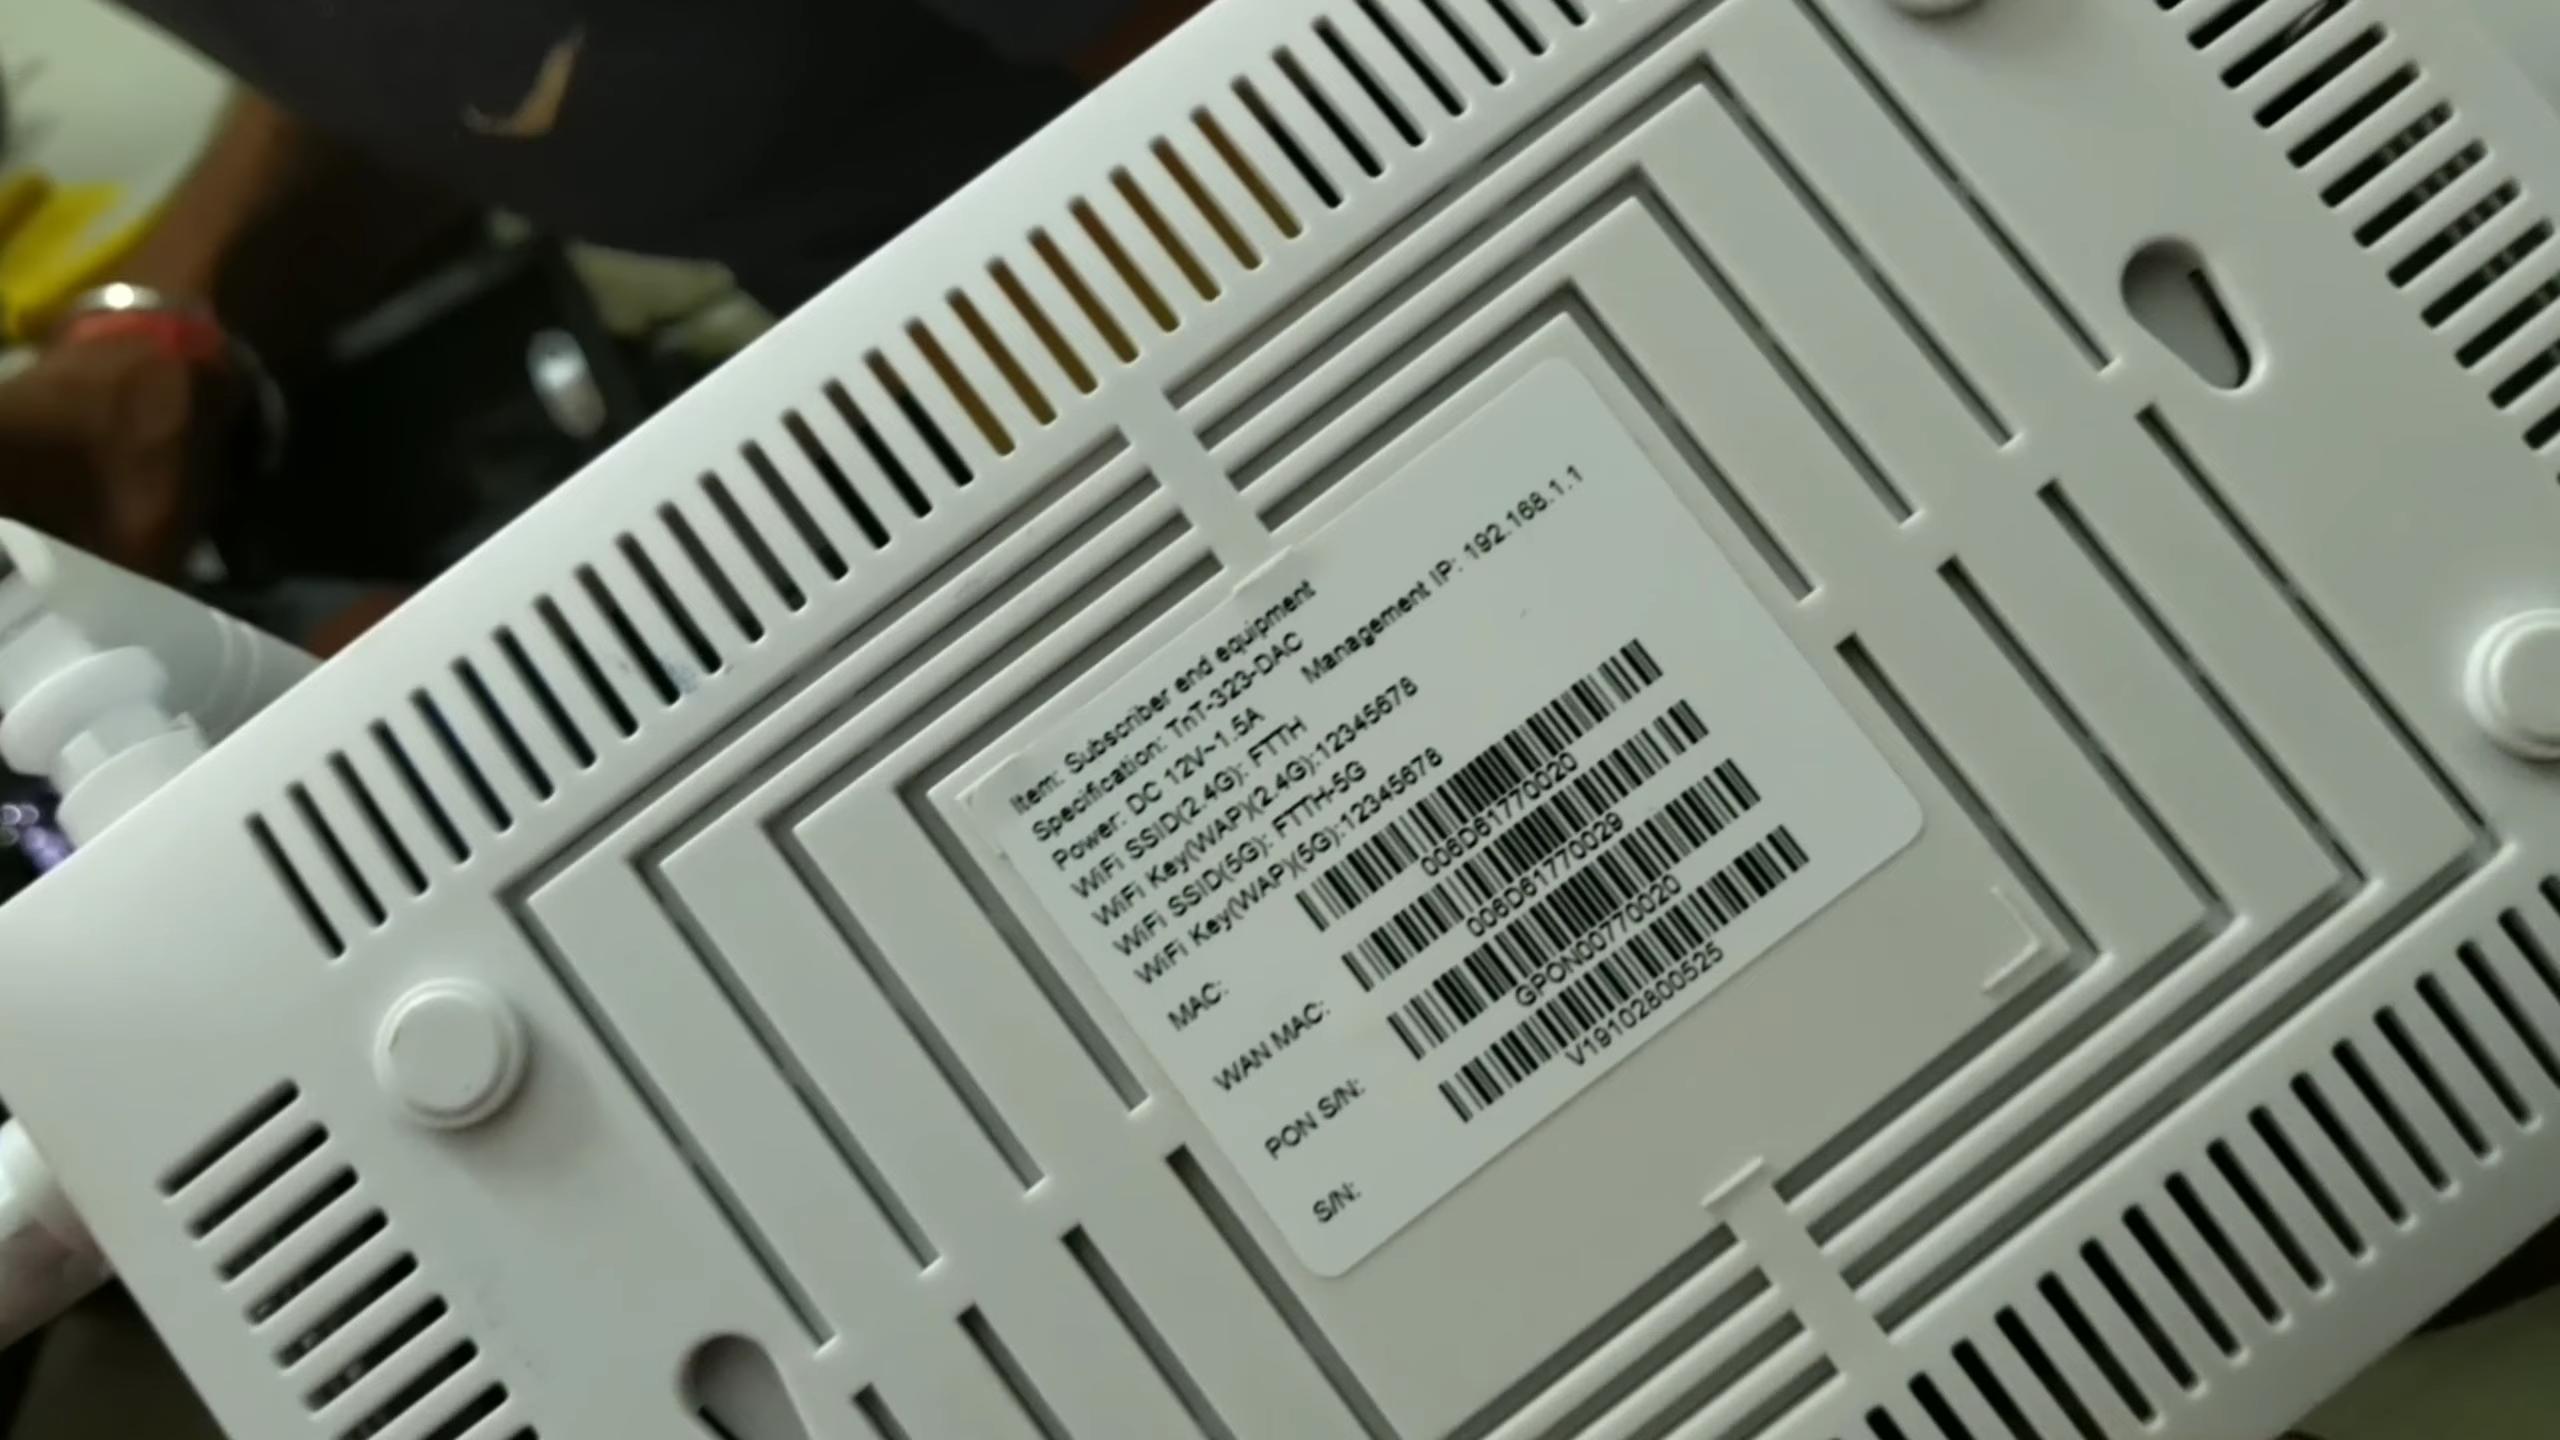 Item: Subscriber end equipment
Specification: TnT-323-DAC
Power: DC 12V~1.5A Management IP: 192.168.1.1
WiFi SSID(2.4G): FTTH
WiFi Key(WAP)(2.4G):12345678
WiFi SSID(5G): FTTH-5G
WiFi Key(WAP)(5G):12345678
MAC: 006D61770020
WAN MAC: 006D61770029
PON S/N: GPON00770020
S/N: V19102800525